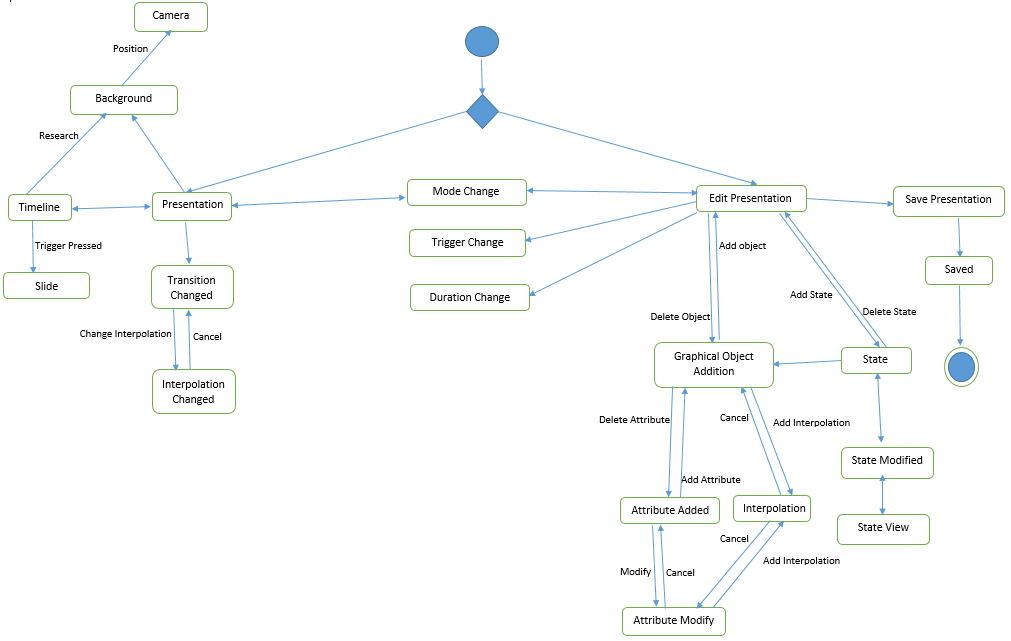 Camera
Position
Background
Research
Timeline
Presentation
Mode Change
Edit Presentation
Save Presentation
Trigger Change
Add object
Trigger Pressed
Slide
Transition
Changed
Duration Change
Saved
Add State
Delete State
Delete Object
Change Interpolation
Cancel
Graphical Object
Addition
State
Interpolation
Changed
Delete Attribute
Cancel
Add Interpolation
State Modified
Add Attribute
Attribute Added
Interpolation
State View
Cancel
Add Interpolation
Modify
Cancel
Attribute Modify